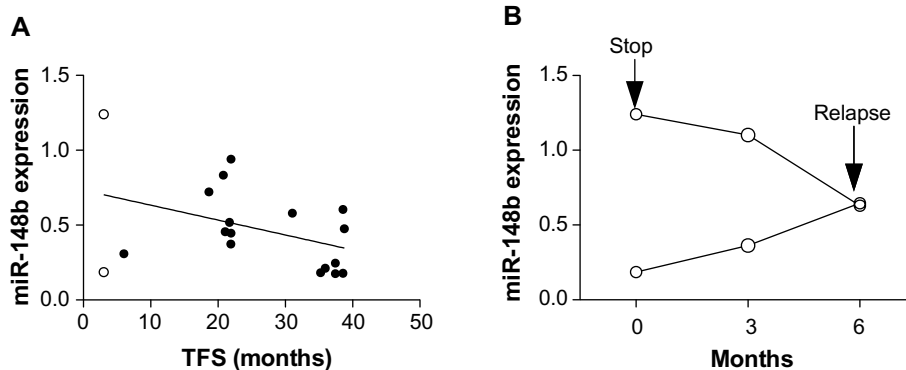 A
miR-148b expression
1.5
1.0
0.5
0.0
0 10 20 30 40 50
TFS (months)
B
Stop
Relapse
miR-148b expression
1.5
1.0
0.5
0.0
0 3 6
Months